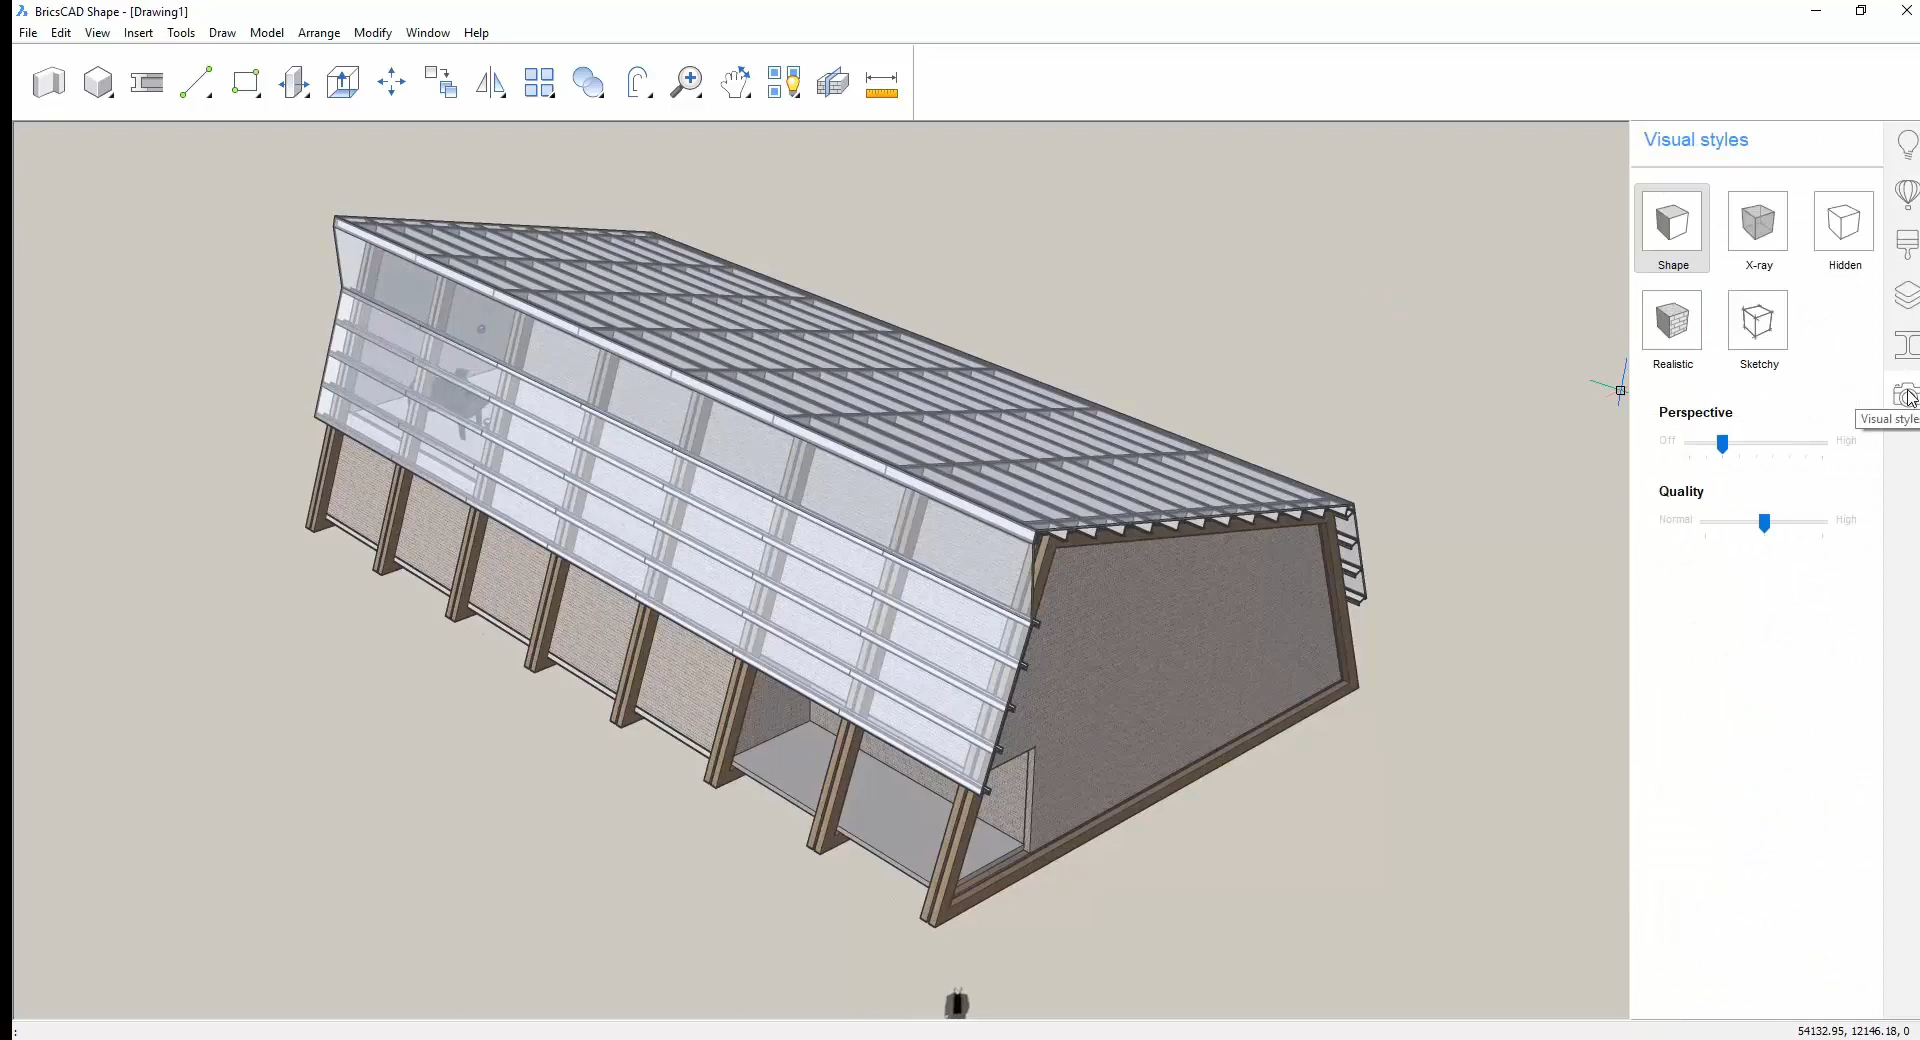 BricsCAD Shape - [Drawing1]
File Edit View Insert Tools Draw Model Arrange Modify Window Help
Visual styles
Shape X-ray Hidden
Realistic Sketchy
Perspective
Visual style
Off High
Quality
Normal High
:
54132.95, 12146.18, 0